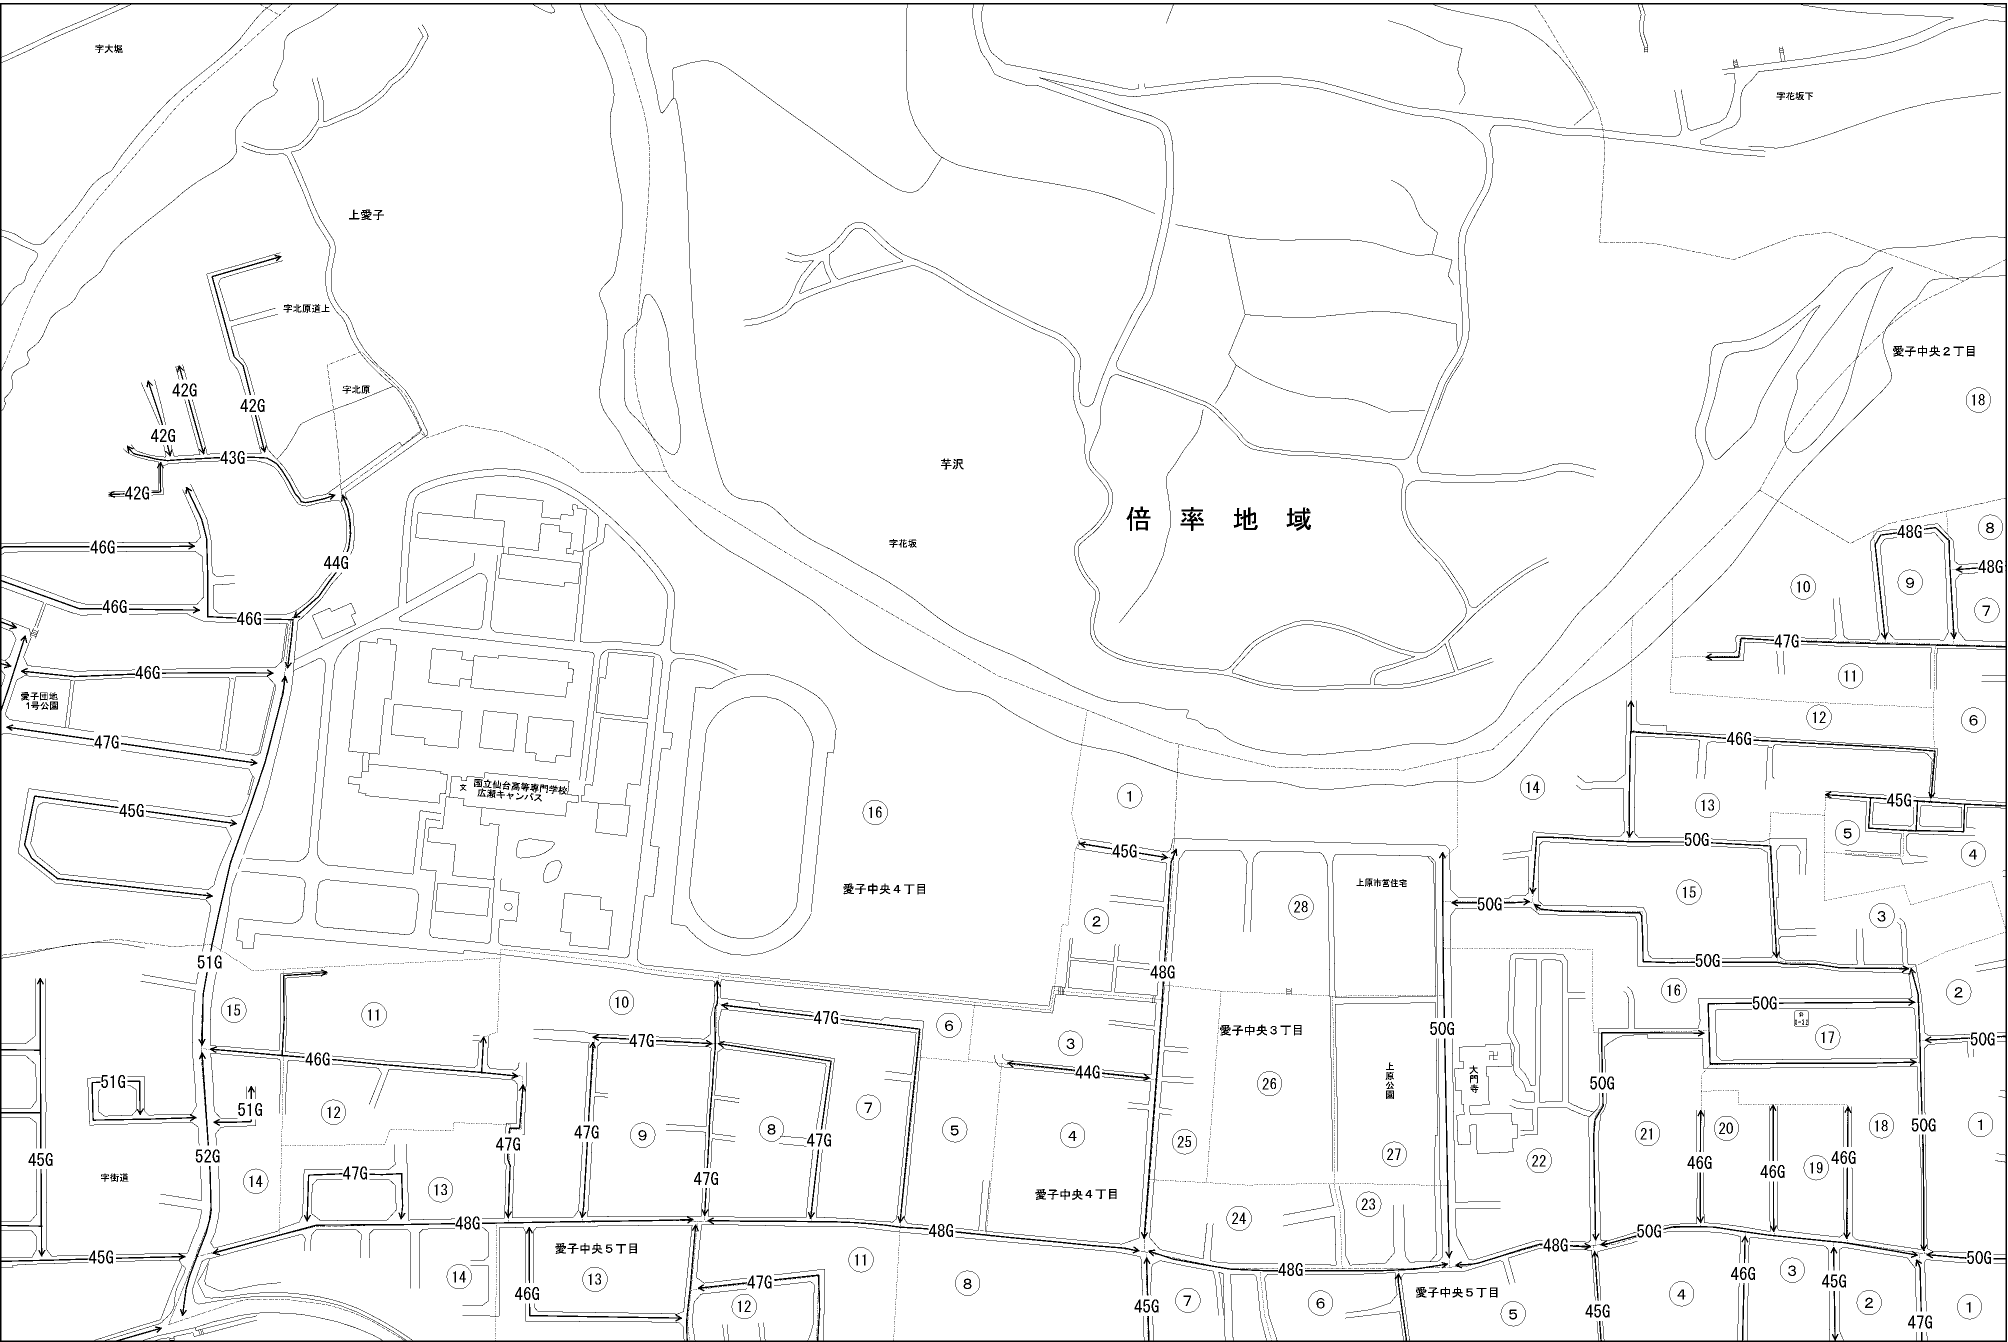 字大堀
字花坂下
上愛子
字北原道上
愛子中央２丁目
字北原
42G
42G
42G
18
42G
43G
芋沢
42G
倍率地域
8
48G
字花坂
46G
44G
48G
9
10
46G
7
46G
47G
46G
11
愛子団地
1号公園
12
6
47G
46G
国立仙台高等専門学校
広瀬キャンパス
文
14
1
45G
13
45G
16
5
50G
45G
4
愛子中央４丁目
上原市営住宅
15
50G
28
2
3
51G
50G
48G
16
2
10
50G
15
11
47G
6
愛子中央３丁目
50G
17
50G
3
47G
46G
44G
大門寺
上原公園
26
50G
51G
51G
7
12
9
8
5
4
47G
47G
47G
25
21
20
18
50G
1
52G
45G
27
22
46G
46G
19
46G
字街道
47G
14
13
47G
愛子中央４丁目
23
24
48G
48G
50G
愛子中央５丁目
48G
45G
11
50G
48G
14
13
47G
8
46G
3
45G
46G
12
45G
7
6
愛子中央５丁目
5
45G
4
2
1
47G